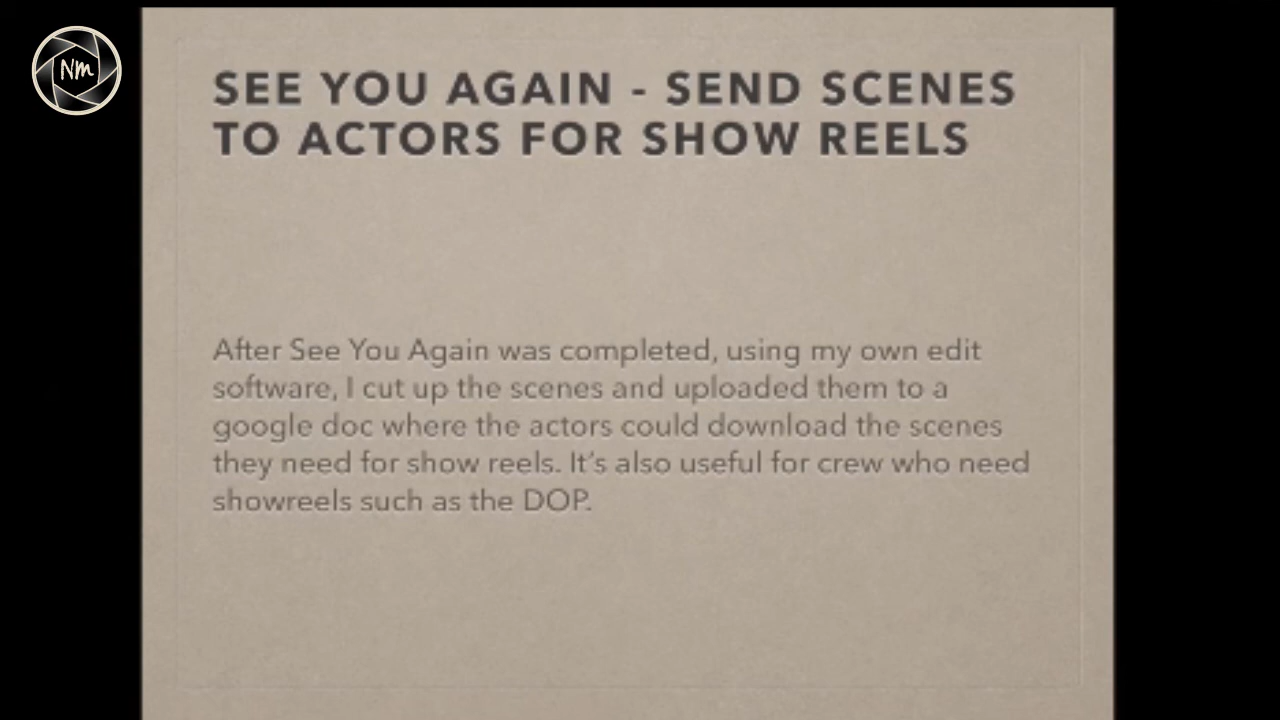 Nm
SEE YOU AGAIN - SEND SCENES
TO ACTORS FOR SHOW REELS
After See You Again was completed, using my own edit
software, I cut up the scenes and uploaded them to a
google doc where the actors could download the scenes
they need for show reels. It's also useful for crew who need
showreels such as the DOP.